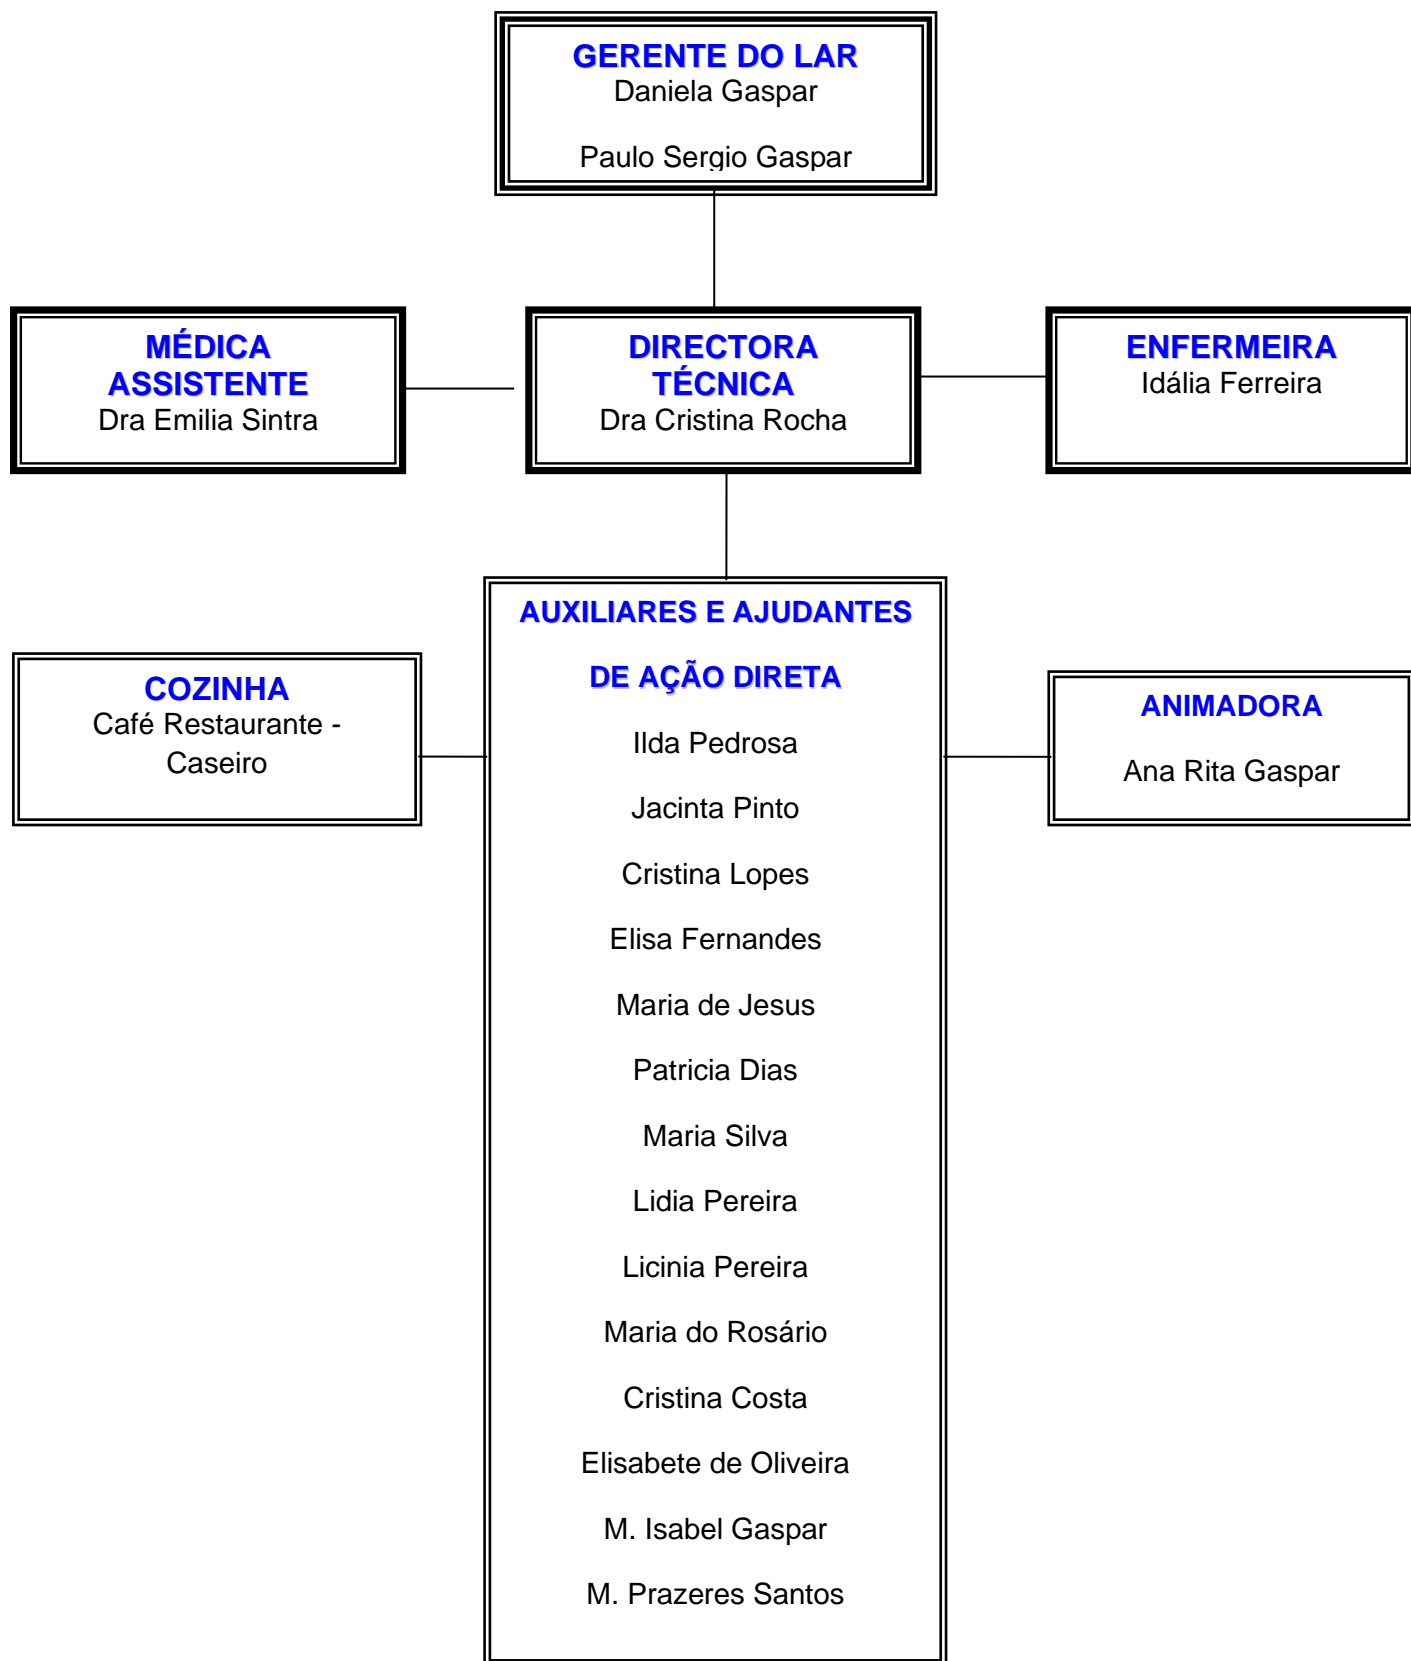 GERENTE DO LAR
Daniela Gaspar
Paulo Sergio Gaspar
MÉDICA
ASSISTENTE
Dra Emilia Sintra
DIRECTORA
TÉCNICA
Dra Cristina Rocha
ENFERMEIRA
Idália Ferreira
COZINHA
Café Restaurante -
Caseiro
AUXILIARES E AJUDANTES
DE AÇÃO DIRETA
Ilda Pedrosa
Jacinta Pinto
Cristina Lopes
Elisa Fernandes
Maria de Jesus
Patricia Dias
Maria Silva
Lidia Pereira
Licinia Pereira
Maria do Rosário
Cristina Costa
Elisabete de Oliveira
M. Isabel Gaspar
M. Prazeres Santos
ANIMADORA
Ana Rita Gaspar